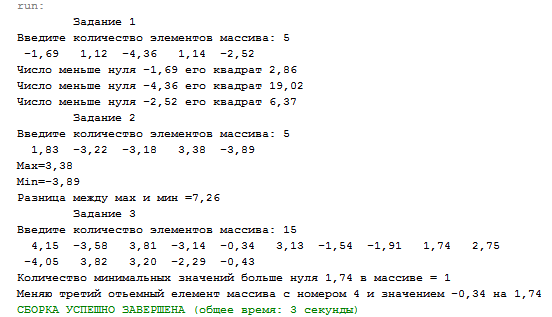 run:
Задание 1
Введите количество элементов массива: 5
-1,69 1,12 -4,36 1,14 -2,52
Число меньше нуля -1,69 его квадрат 2,86
Число меньше нуля -4,36 его квадрат 19,02
Число меньше нуля -2,52 его квадрат 6,37
Задание 2
Введите количество элементов массива: 5
1,83 -3,22 -3,18 3,38 -3,89
Max=3,38
Min=-3,89
Разница между мах и мин =7,26
Задание 3
Введите количество элементов массива: 15
4,15 -3,58 3,81 -3,14 -0,34 3,13 -1,54 -1,91 1,74 2,75
-4,05 3,82 3,20 -2,29 -0,43
Количество минимальных значений больше нуля 1,74 в массиве = 1
Меняю третий отьемный елемент массива с номером 4 и значением -0,34 на 1,74
СБОРКА УСПЕШНО ЗАВЕРШЕНА (общее время: 3 секунды)